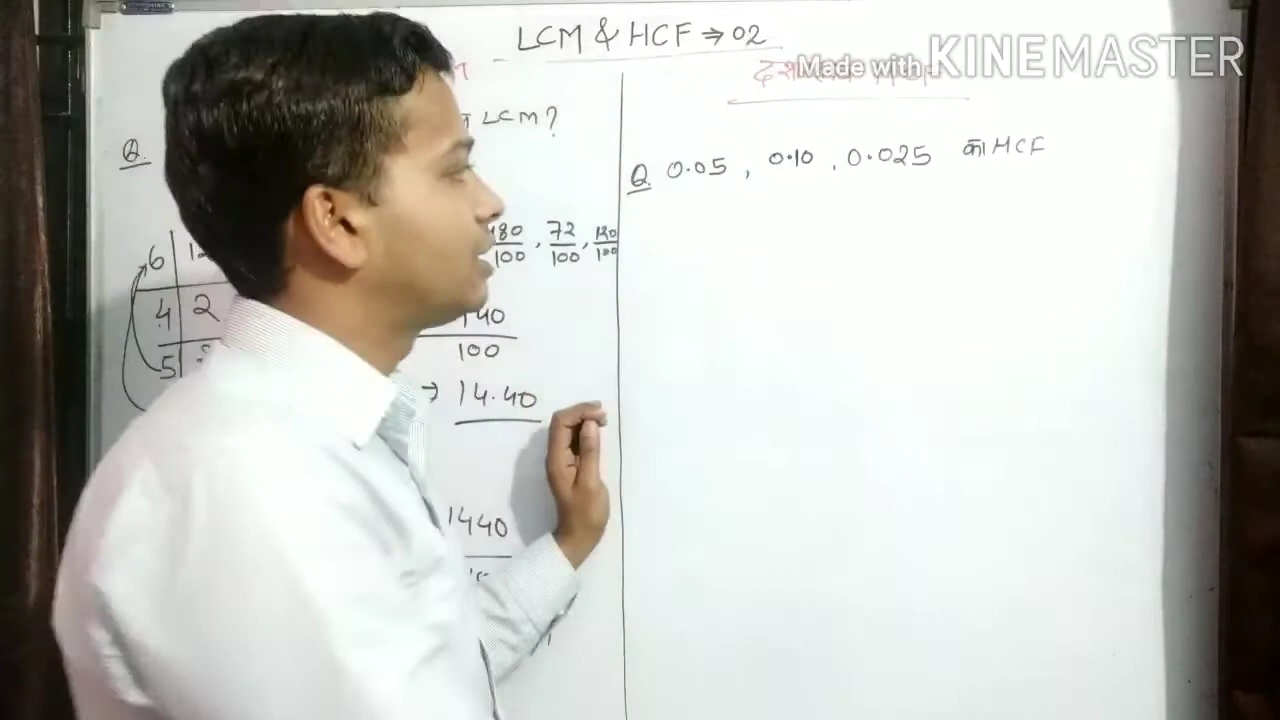 LCM & HCF ⇒ 02
Made with KINEMASTER
LCM?
Q.
6
480/100, 72/100, 120/100
4 2
100
5
→ 14.40
1440
Q. 0.05, 0.10, 0.025 का HCF